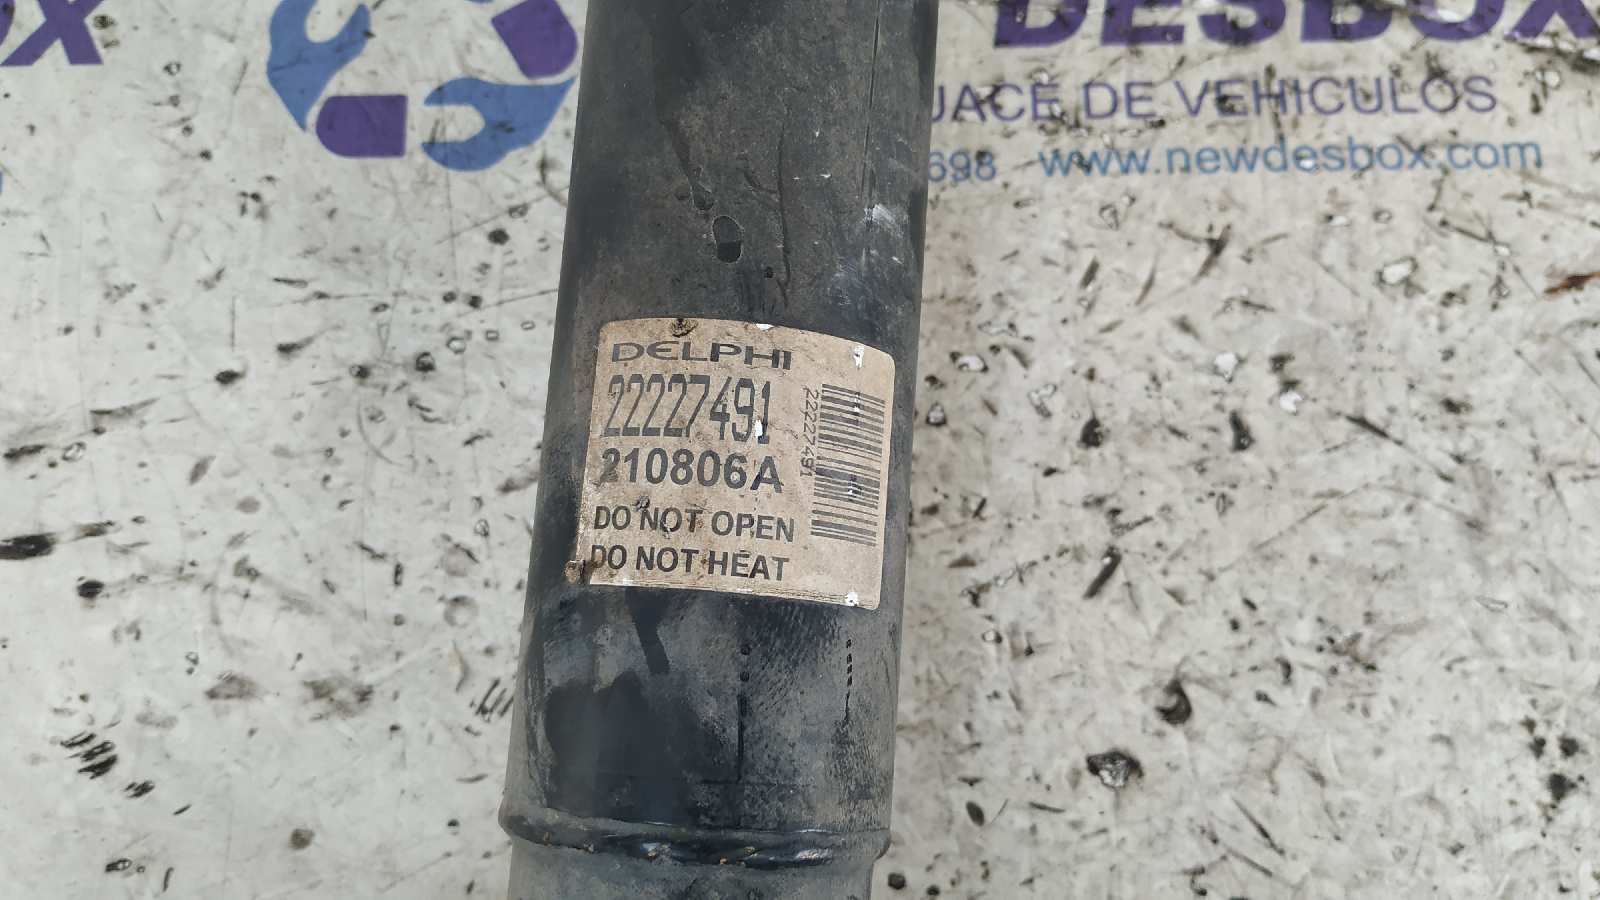 DESBOX
UACE DE VEHICULOS
698 www.newdesbox.com
DELPHI
22227491
210806A
DO NOT OPEN
DO NOT HEAT
22227491